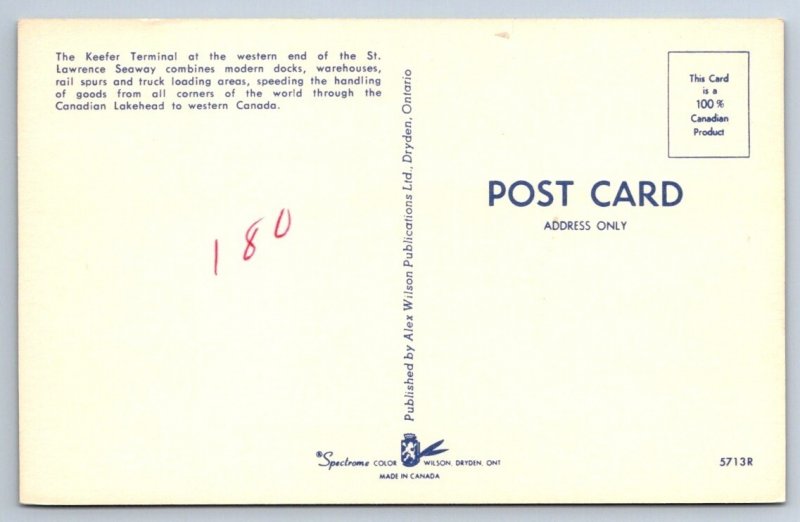 The Keefer Terminal at the western end of the St.
Lawrence Seaway combines modern docks, warehouses,
rail spurs and truck loading areas, speeding the handling
of goods from all corners of the world through the
Canadian Lakehead to western Canada.
180
Published by Alex Wilson Publications Ltd., Dryden, Ontario
This Card
is a
100%
Canadian
Product
POST CARD
ADDRESS ONLY
®Spectrome COLOR WILSON, DRYDEN, ONT
MADE IN CANADA
5713R